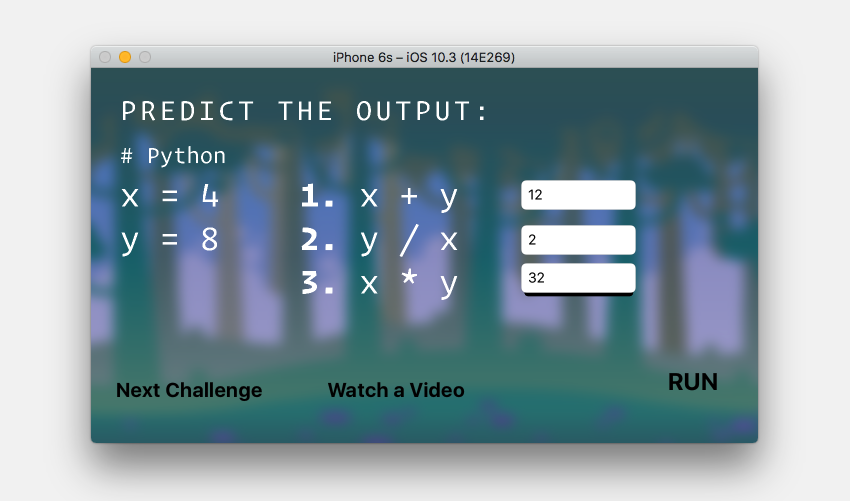 iPhone 6s – iOS 10.3 (14E269)
PREDICT THE OUTPUT:
# Python
x = 4 1. x + y 12
y = 8 2. y / x 2
3. x * y 32
Next Challenge Watch a Video RUN